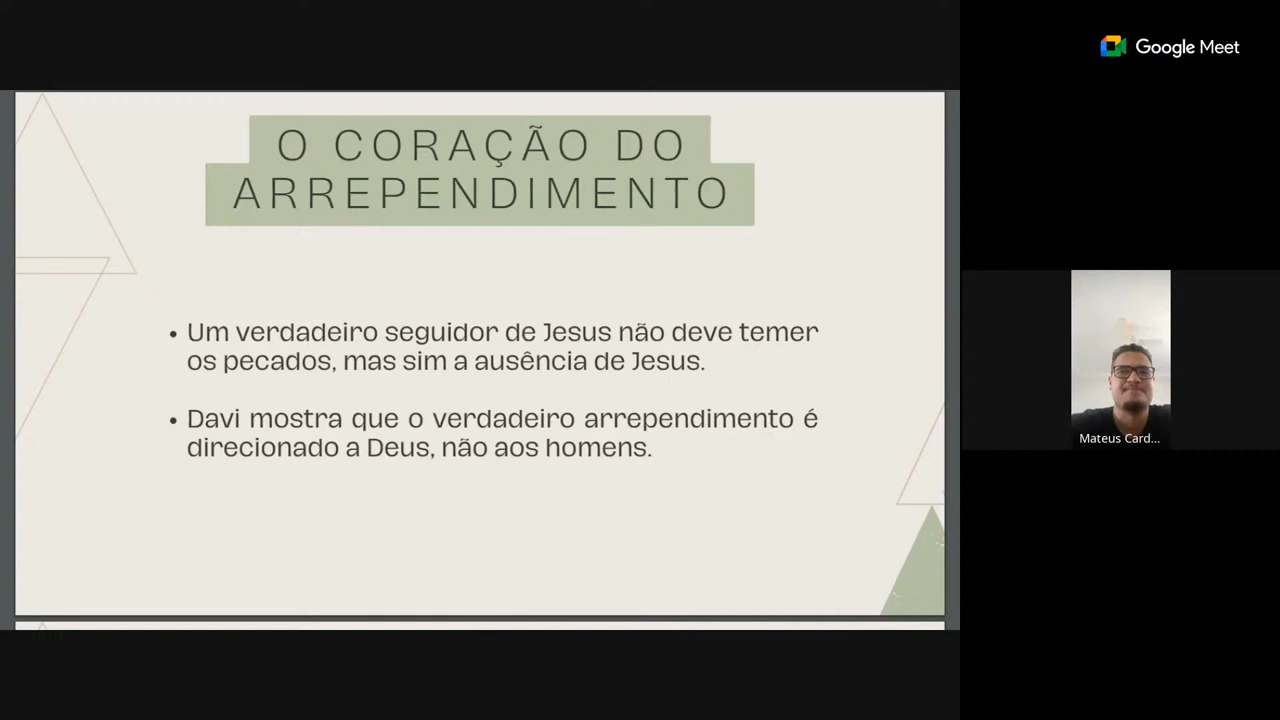 O CORAÇÃO DO
ARREPENDIMENTO
• Um verdadeiro seguidor de Jesus não deve temer
os pecados, mas sim a ausência de Jesus.
• Davi mostra que o verdadeiro arrependimento é
direcionado a Deus, não aos homens.
Google Meet
Mateus Card...